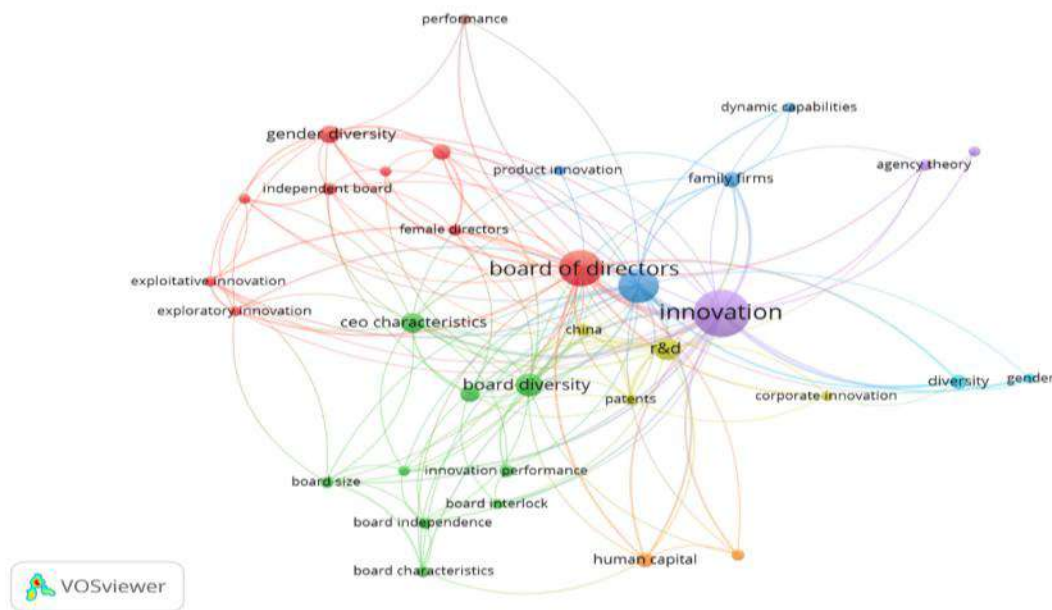 performance
dynamic capabilities
gender diversity
product innovation
agency theory
family firms
independent board
female directors
board of directors
exploitative innovation
exploratory innovation
innovation
ceo characteristics
china
r&d
board diversity
diversity
gender
patents
corporate innovation
innovation performance
board size
board interlock
board independence
human capital
board characteristics
VOSviewer